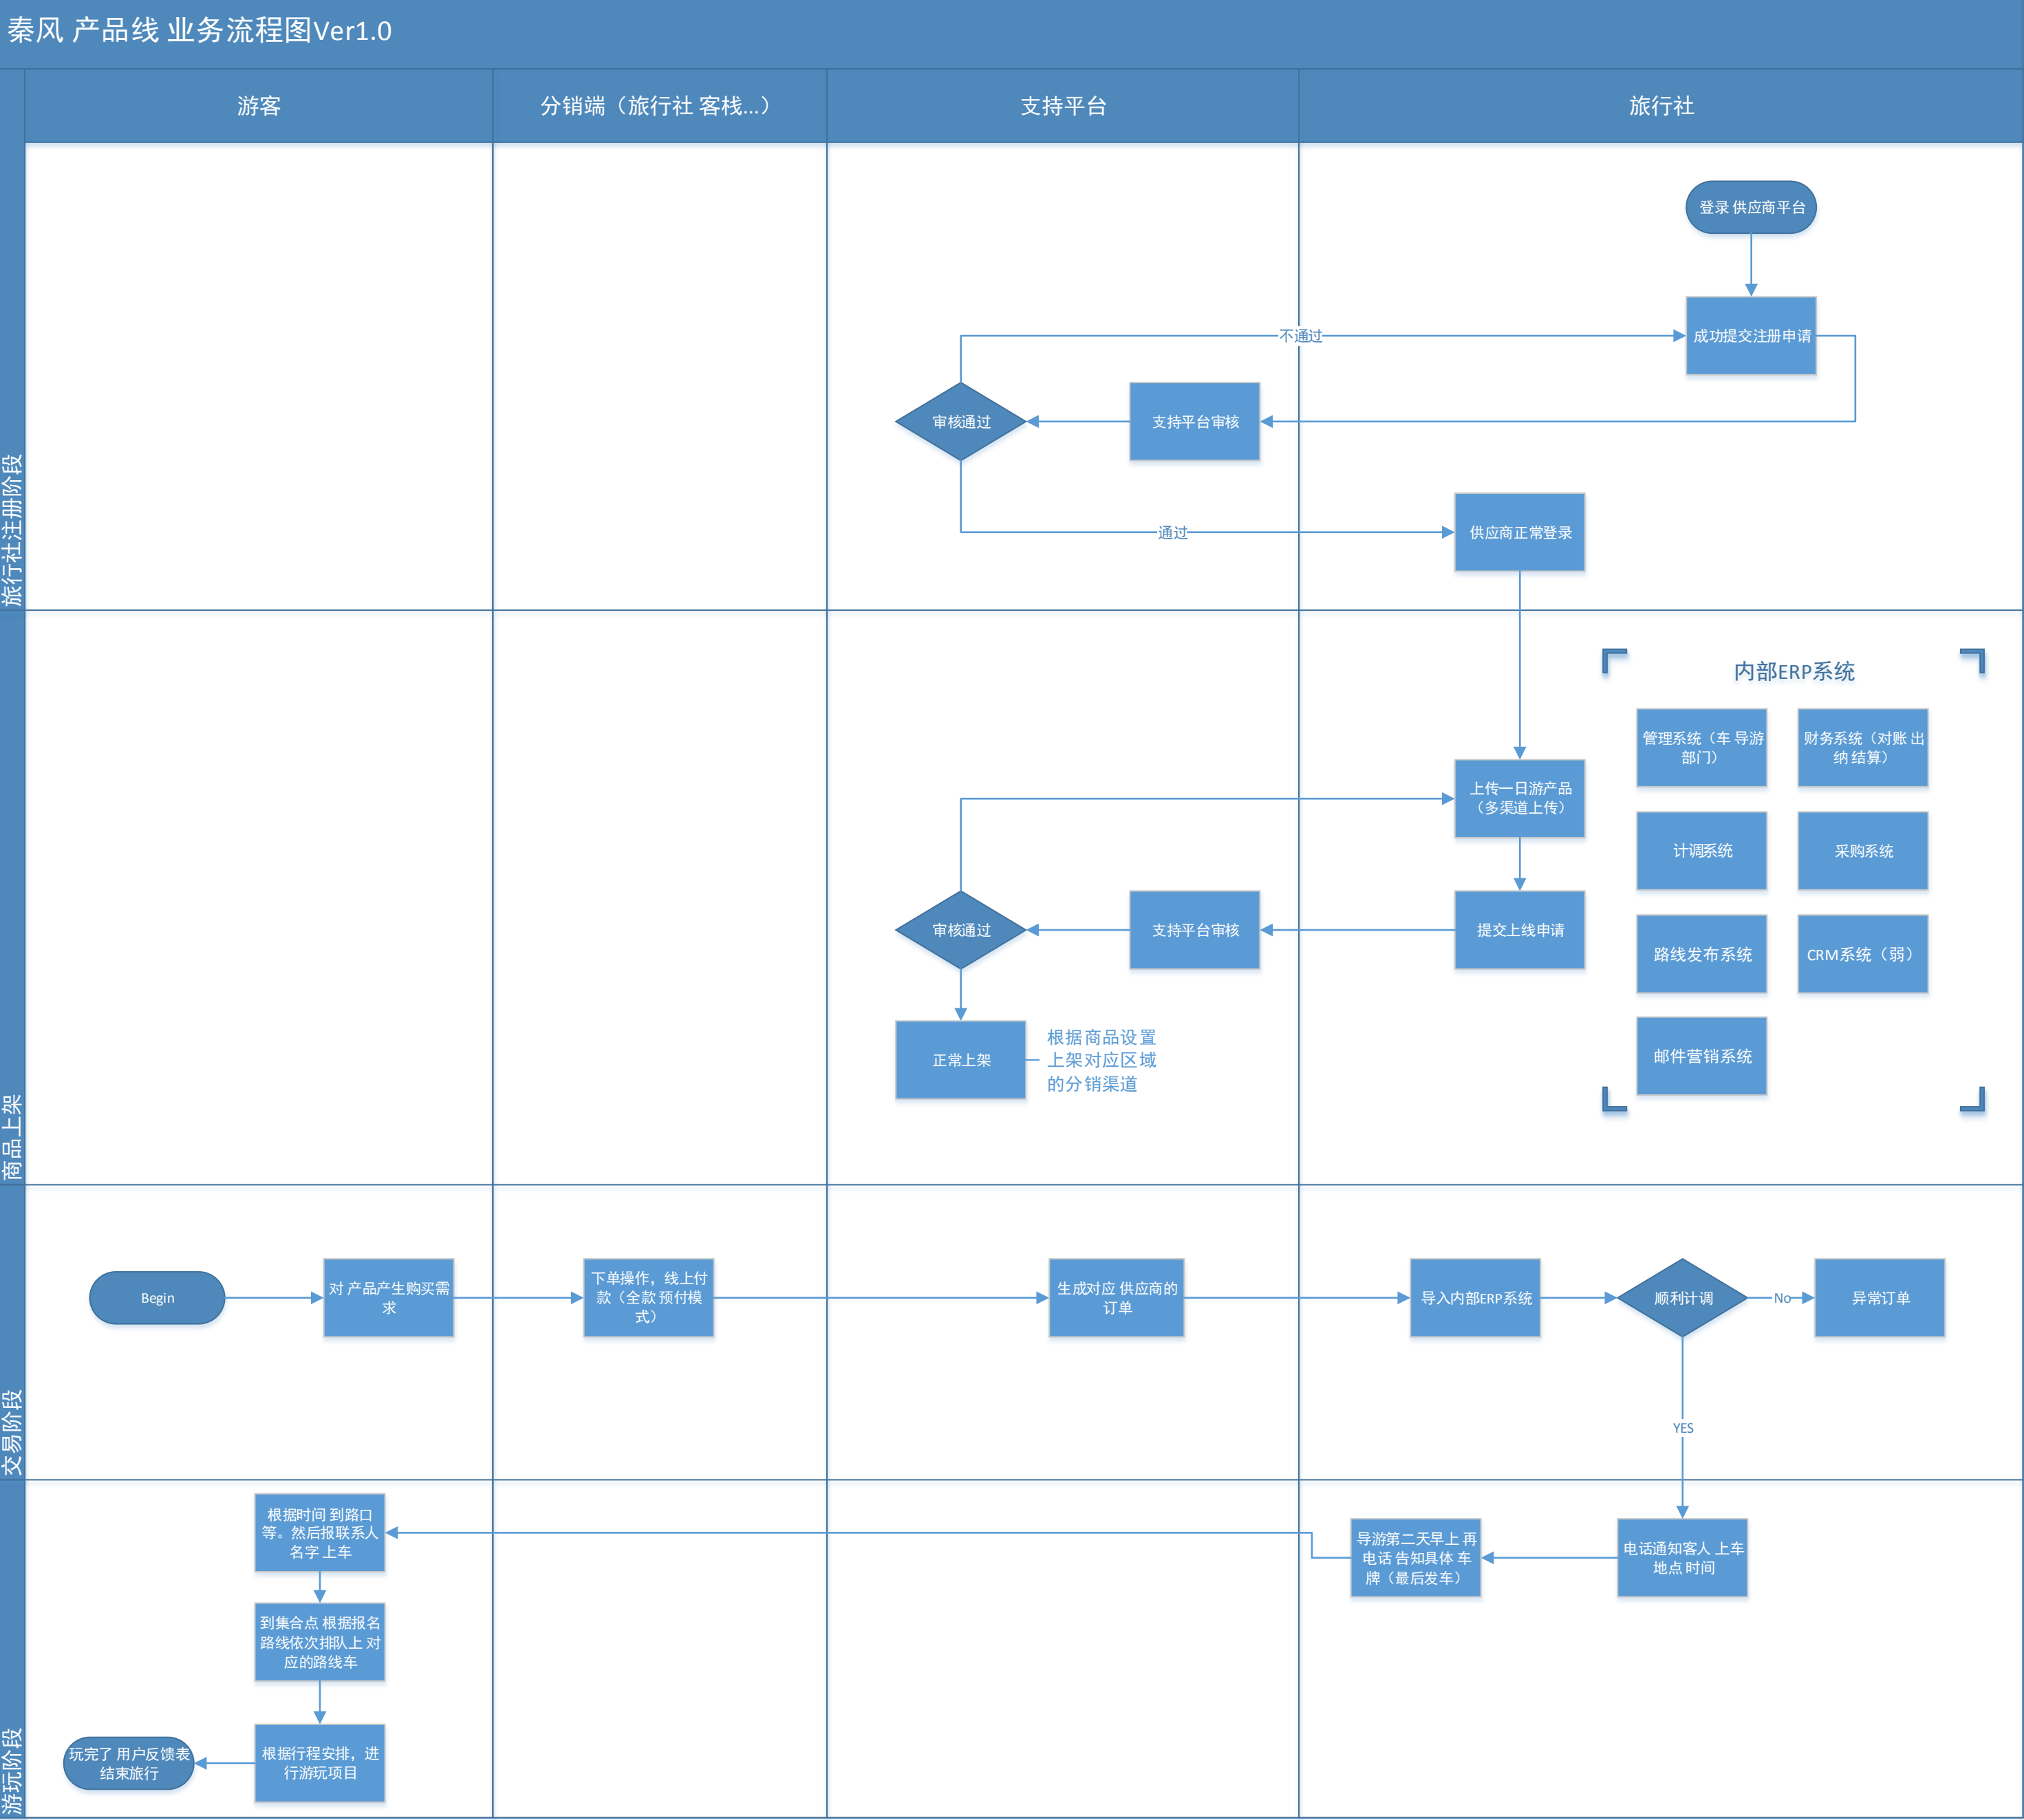 秦风 产品线 业务流程图Ver1.0
游客
分销端（旅行社 客栈...）
支持平台
旅行社
旅行社注册阶段
登录 供应商平台
成功提交注册申请
不通过
审核通过
支持平台审核
通过
供应商正常登录
商品上架
内部ERP系统
管理系统（车 导游
部门）
财务系统（对账 出
纳 结算）
上传一日游产品
（多渠道上传）
计调系统
采购系统
审核通过
支持平台审核
提交上线申请
路线发布系统
CRM系统（弱）
正常上架
根据商品设置
上架对应区域
的分销渠道
邮件营销系统
交易阶段
Begin
对 产品产生购买需
求
下单操作，线上付
款（全款 预付模
式）
生成对应 供应商的
订单
导入内部ERP系统
顺利计调
No
异常订单
YES
游玩阶段
根据时间 到路口
等。然后报联系人
名字 上车
导游第二天早上 再
电话 告知具体 车
牌（最后发车）
电话通知客人 上车
地点 时间
到集合点 根据报名
路线依次排队上 对
应的路线车
根据行程安排，进
行游玩项目
玩完了 用户反馈表
结束旅行